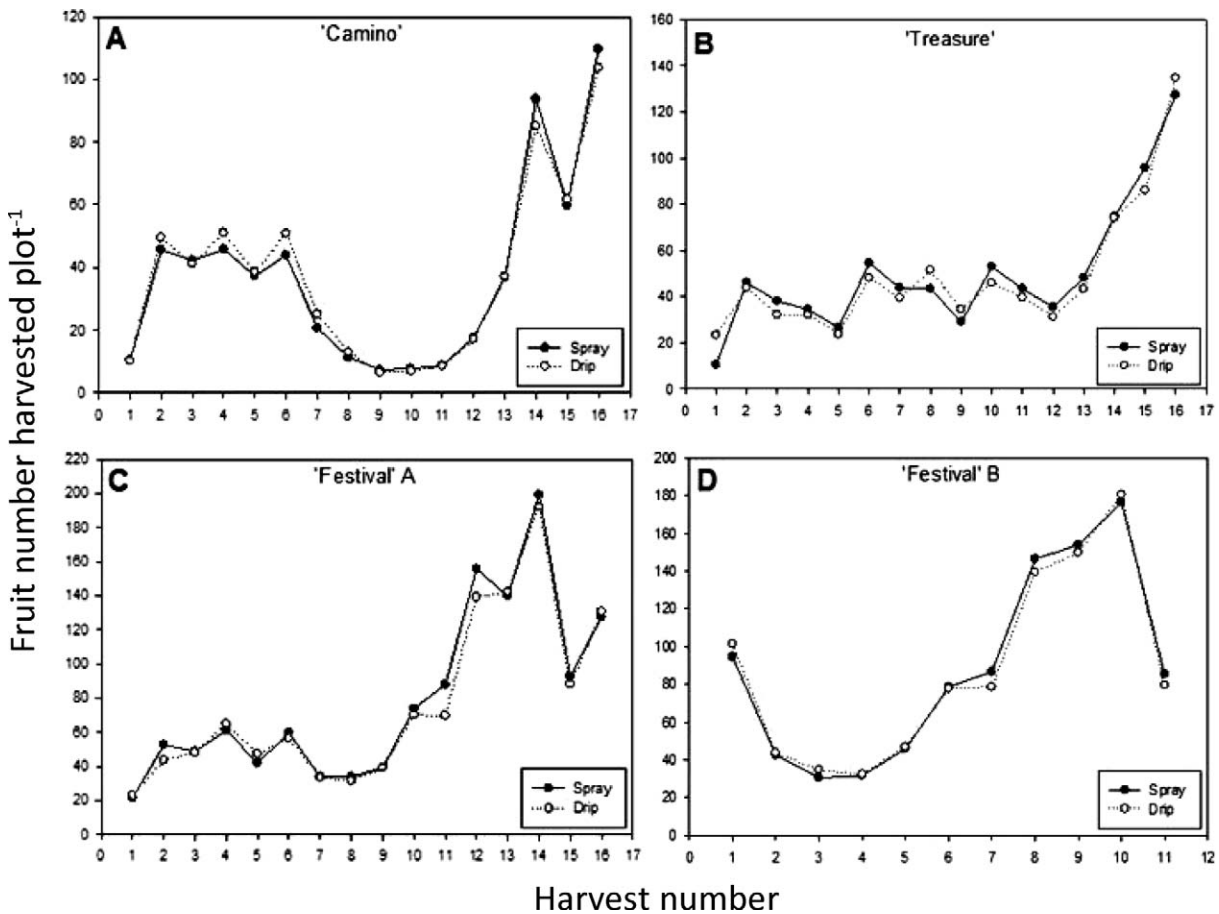 Fruit number harvested plot-1
A
'Camino'
120
100
80
60
40
20
0
0 1 2 3 4 5 6 7 8 9 10 11 12 13 14 15 16 17
Spray
Drip
B
'Treasure'
160
140
120
100
80
60
40
20
0
0 1 2 3 4 5 6 7 8 9 10 11 12 13 14 15 16 17
Spray
Drip
C
'Festival' A
220
200
180
160
140
120
100
80
60
40
20
0
0 1 2 3 4 5 6 7 8 9 10 11 12 13 14 15 16 17
Spray
Drip
D
'Festival' B
200
180
160
140
120
100
80
60
40
20
0
0 1 2 3 4 5 6 7 8 9 10 11 12
Spray
Drip
Harvest number